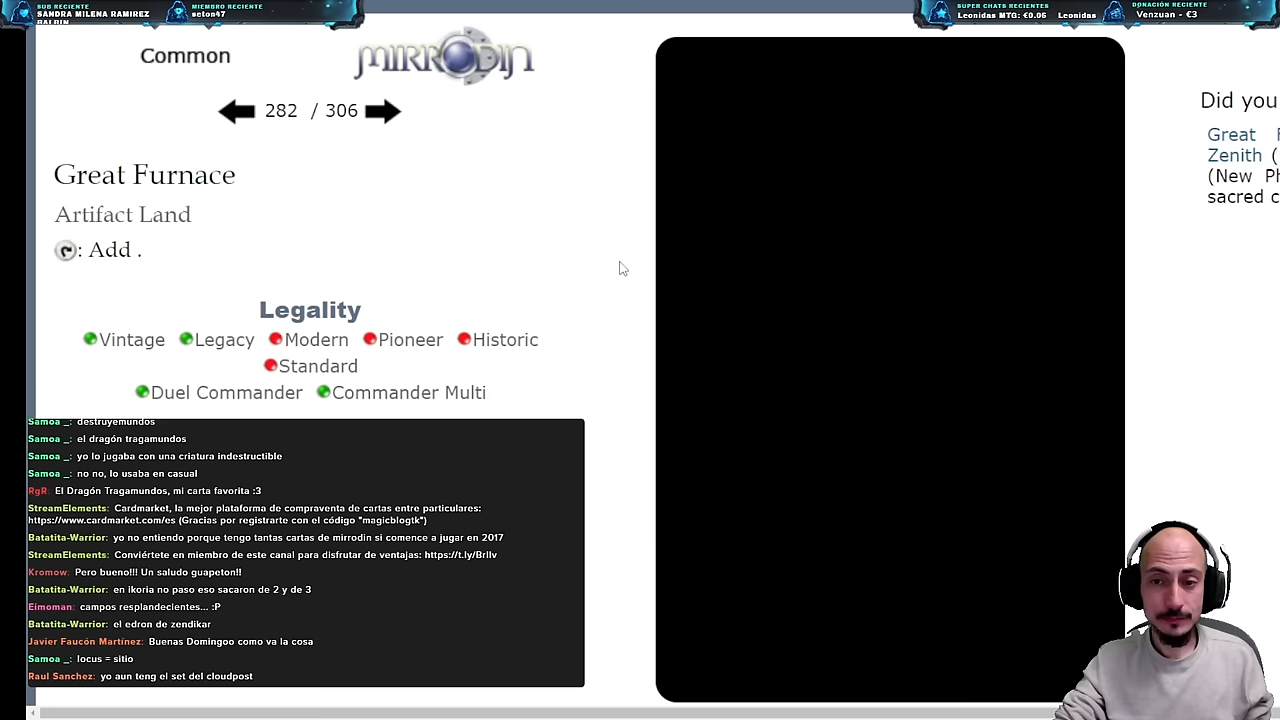 SUB RECIENTE
SANDRA MILENA RAMIREZ
MIEMBRO RECIENTE
seton47
SUPER CHATS RECIENTES
Leonidas MTG: €0.05 Leonidas
DONACIÓN RECIENTE
Venzuan - €3
Common
MIRRODIN
282 / 306
Great Furnace
Artifact Land
: Add .
Legality
Vintage Legacy Modern Pioneer Historic
Standard
Duel Commander Commander Multi
Did you
Great
Zenith (
(New Ph
sacred c
Samoa _: destruyemundos
Samoa _: el dragón tragamundos
Samoa _: yo lo jugaba con una criatura indestructible
Samoa _: no no, lo usaba en casual
RgR: El Dragón Tragamundos, mi carta favorita :3
StreamElements: Cardmarket, la mejor plataforma de compraventa de cartas entre particulares:
https://www.cardmarket.com/es (Gracias por registrarte con el código "magicblogtk")
Batatita-Warrior: yo no entiendo porque tengo tantas cartas de mirrodin si comence a jugar en 2017
StreamElements: Conviértete en miembro de este canal para disfrutar de ventajas: https://t.ly/BrIlv
Kromow: Pero bueno!!! Un saludo guapeton!!
Batatita-Warrior: en ikoria no paso eso sacaron de 2 y de 3
Eimoman: campos resplandecientes... :P
Batatita-Warrior: el edron de zendikar
Javier Faucón Martínez: Buenas Domingoo como va la cosa
Samoa _: locus = sitio
Raul Sanchez: yo aun teng el set del cloudpost